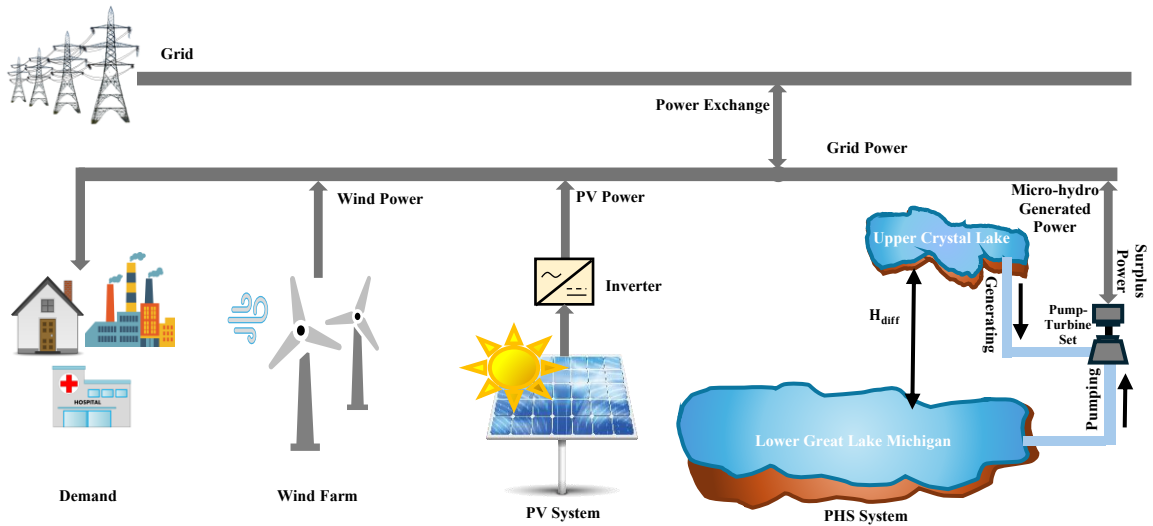 Grid
Power Exchange
Grid Power
Wind Power
PV Power
Micro-hydro
Generated
Power
Upper Crystal Lake
Surplus
Power
Inverter
H_diff
Generating
Pump-
Turbine
Set
HOSPITAL
Pumping
Lower Great Lake Michigan
Demand
Wind Farm
PV System
PHS System